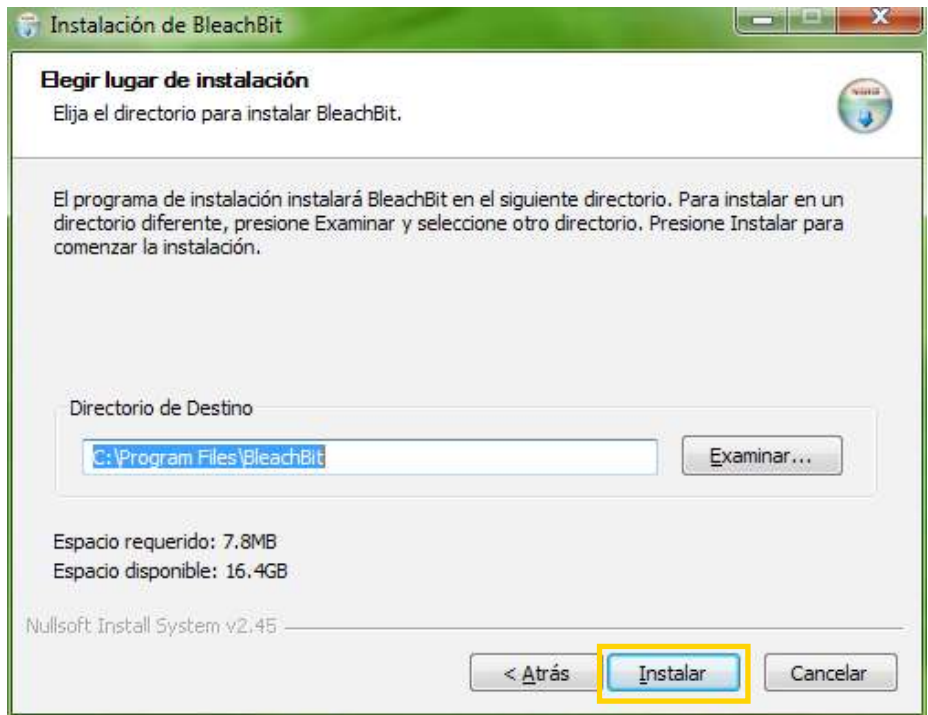 Instalación de BleachBit
Elegir lugar de instalación
Elija el directorio para instalar BleachBit.
El programa de instalación instalará BleachBit en el siguiente directorio. Para instalar en un
directorio diferente, presione Examinar y seleccione otro directorio. Presione Instalar para
comenzar la instalación.
Directorio de Destino
C:\Program Files\BleachBit
Examinar...
Espacio requerido: 7.8MB
Espacio disponible: 16.4GB
Nullsoft Install System v2.45
< Atrás
Instalar
Cancelar